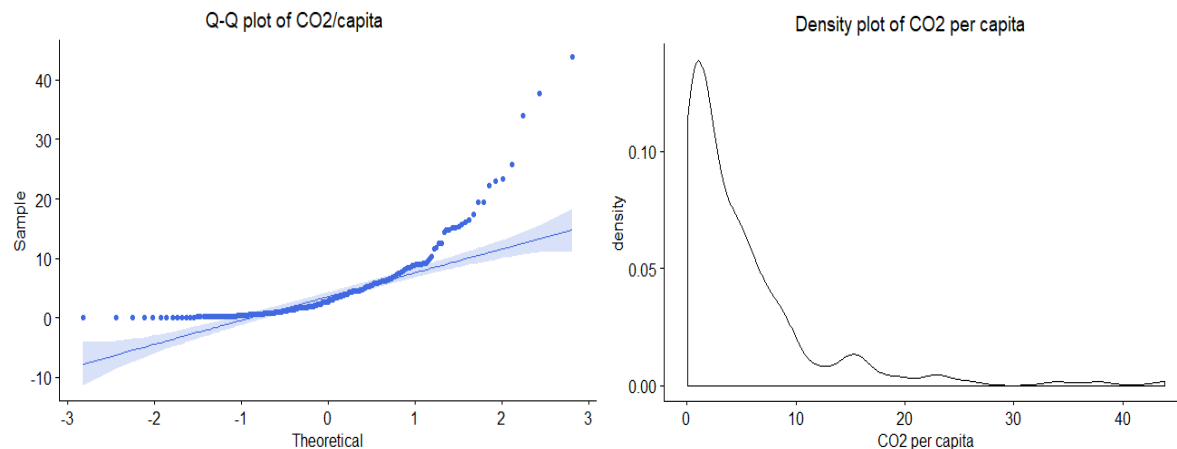 Q-Q plot of CO2/capita
Sample
40
30
20
10
0
-10
-3 -2 -1 0 1 2 3
Theoretical
Density plot of CO2 per capita
density
0.10
0.05
0.00
0 10 20 30 40
CO2 per capita